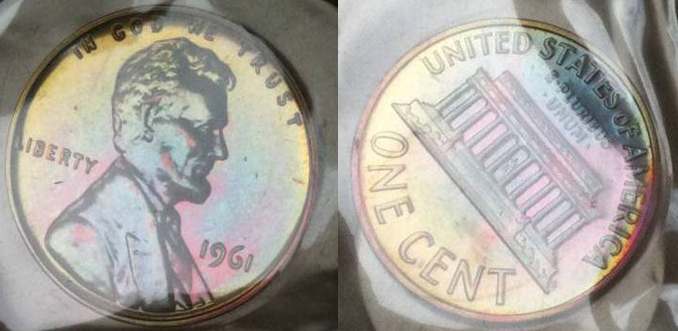 IN GOD WE TRUST
LIBERTY
1961
UNITED STATES OF AMERICA
E·PLURIBUS
UNUM·
ONE CENT